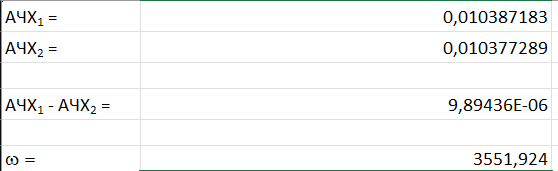 АЧХ₁ = 0,010387183
АЧХ₂ = 0,010377289
АЧХ₁ - АЧХ₂ = 9,89436E-06
ω = 3551,924